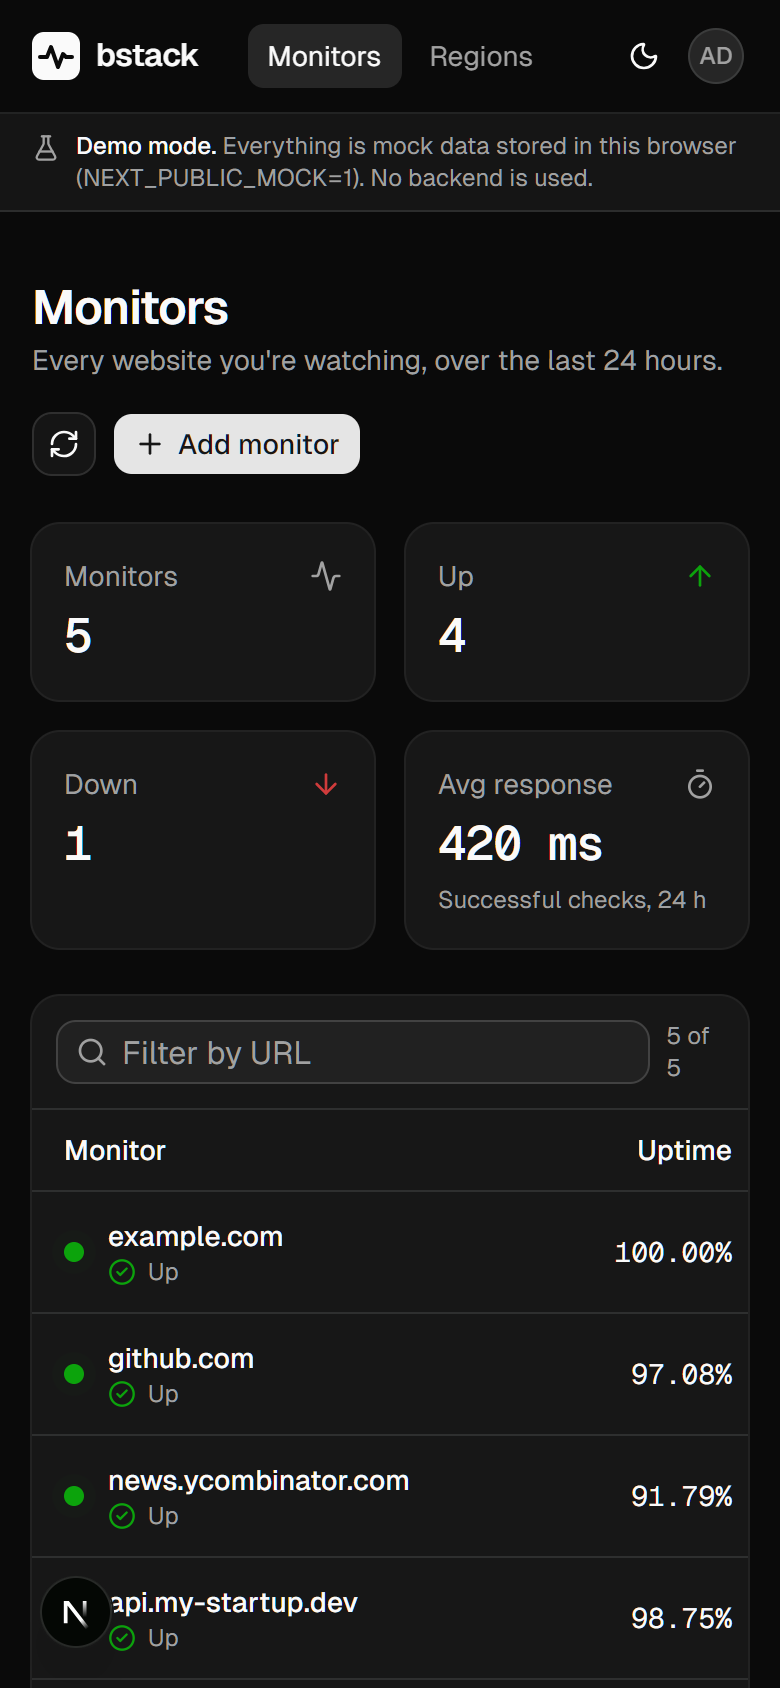 bstack
Monitors
Regions
AD
Demo mode. Everything is mock data stored in this browser
(NEXT_PUBLIC_MOCK=1). No backend is used.
Monitors
Every website you're watching, over the last 24 hours.
Add monitor
Monitors
5
Up
4
Down
1
Avg response
420 ms
Successful checks, 24 h
Filter by URL
5 of
5
Monitor
Uptime
example.com
Up
100.00%
github.com
Up
97.08%
news.ycombinator.com
Up
91.79%
N
api.my-startup.dev
Up
98.75%